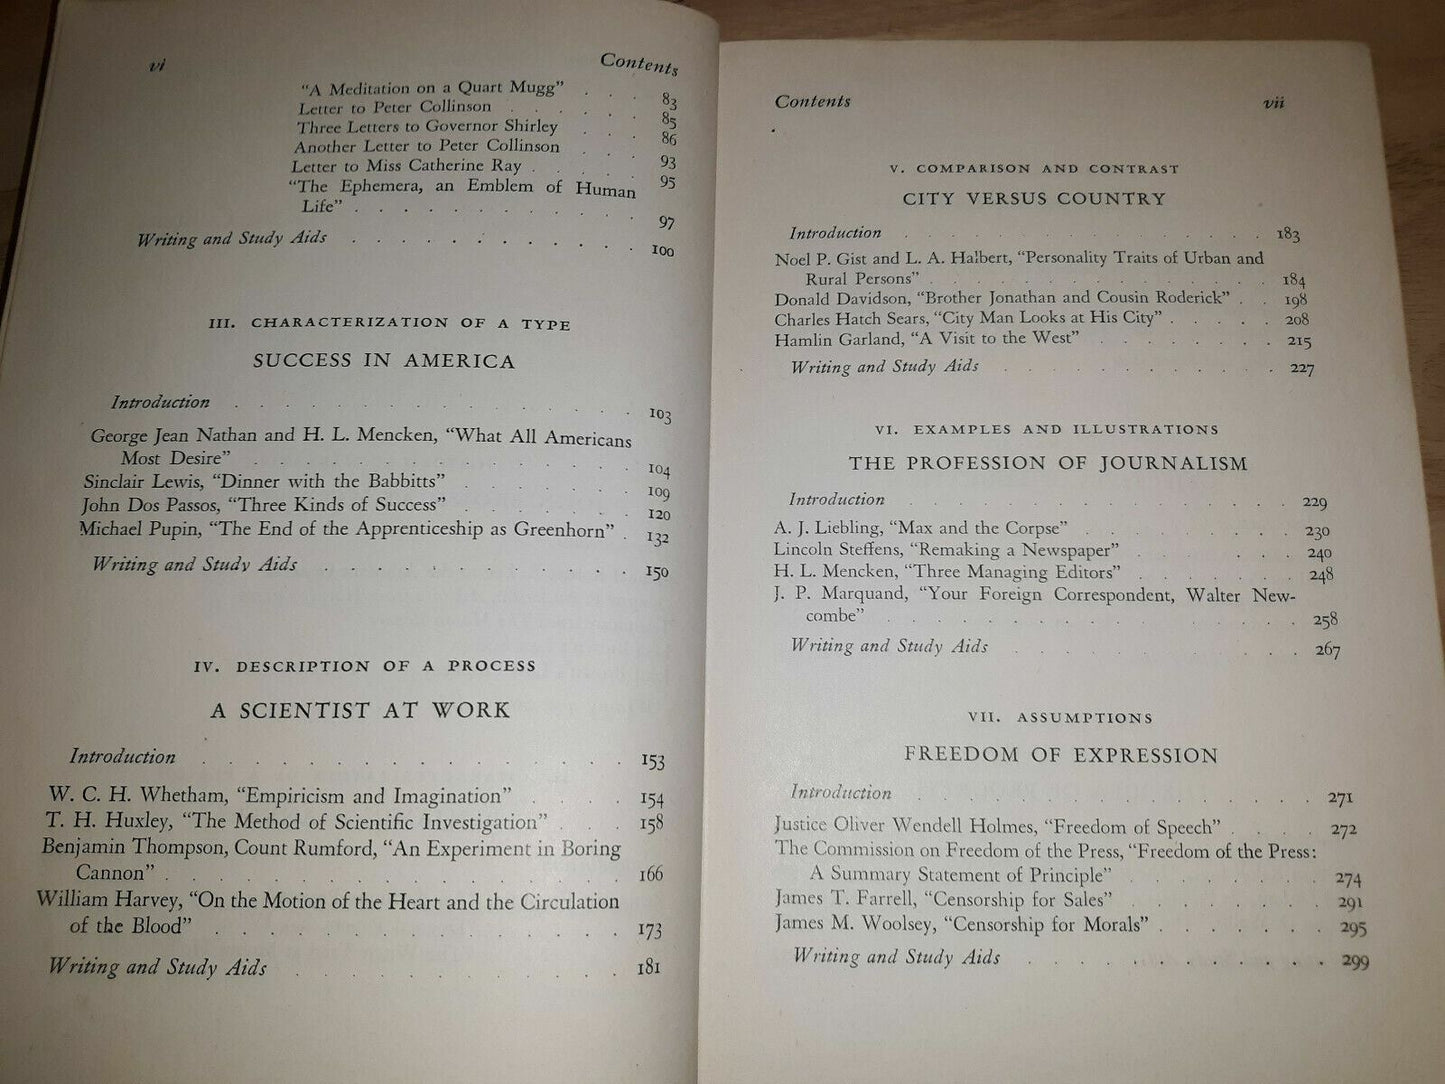 vi Contents
"A Meditation on a Quart Mugg" . . . 83
Letter to Peter Collinson . . . . . . 85
Three Letters to Governor Shirley . . . 86
Another Letter to Peter Collinson . . . 93
Letter to Miss Catherine Ray . . . . . 95
"The Ephemera, an Emblem of Human
Life" . . . . . . . . . . . . 97
Writing and Study Aids . . . . . . . . . . . . 100
III. CHARACTERIZATION OF A TYPE
SUCCESS IN AMERICA
Introduction . . . . . . . . . . . . . . . . 103
George Jean Nathan and H. L. Mencken, "What All Americans
Most Desire" . . . . . . . . . . . . . . 104
Sinclair Lewis, "Dinner with the Babbitts" . . . . . . . 109
John Dos Passos, "Three Kinds of Success" . . . . . . . 120
Michael Pupin, "The End of the Apprenticeship as Greenhorn" . 132
Writing and Study Aids . . . . . . . . . . . . 150
IV. DESCRIPTION OF A PROCESS
A SCIENTIST AT WORK
Introduction . . . . . . . . . . . . . . . . 153
W. C. H. Whetham, "Empiricism and Imagination" . . . . 154
T. H. Huxley, "The Method of Scientific Investigation" . . . 158
Benjamin Thompson, Count Rumford, "An Experiment in Boring
Cannon" . . . . . . . . . . . . . . . . 166
William Harvey, "On the Motion of the Heart and the Circulation
of the Blood" . . . . . . . . . . . . . . . 173
Writing and Study Aids . . . . . . . . . . . . . 181
Contents vii
V. COMPARISON AND CONTRAST
CITY VERSUS COUNTRY
Introduction . . . . . . . . . . . . . . . 183
Noel P. Gist and L. A. Halbert, "Personality Traits of Urban and
Rural Persons" . . . . . . . . . . . . . . 184
Donald Davidson, "Brother Jonathan and Cousin Roderick" . . 198
Charles Hatch Sears, "City Man Looks at His City" . . . . . 208
Hamlin Garland, "A Visit to the West" . . . . . . . . 215
Writing and Study Aids . . . . . . . . . . . . 227
VI. EXAMPLES AND ILLUSTRATIONS
THE PROFESSION OF JOURNALISM
Introduction . . . . . . . . . . . . . . . 229
A. J. Liebling, "Max and the Corpse" . . . . . . . . . 230
Lincoln Steffens, "Remaking a Newspaper" . . . . 240
H. L. Mencken, "Three Managing Editors" . . . . . . . 248
J. P. Marquand, "Your Foreign Correspondent, Walter New-
combe" . . . . . . . . . . . . . . . . 258
Writing and Study Aids . . . . . . . . . . . . 267
VII. ASSUMPTIONS
FREEDOM OF EXPRESSION
Introduction . . . . . . . . . . . . . . . . 271
Justice Oliver Wendell Holmes, "Freedom of Speech" . . . . 272
The Commission on Freedom of the Press, "Freedom of the Press:
A Summary Statement of Principle" . . . . . . . . 274
James T. Farrell, "Censorship for Sales" . . . . . . . . 291
James M. Woolsey, "Censorship for Morals" . . . . . . . 295
Writing and Study Aids . . . . . . . . . . . . 299